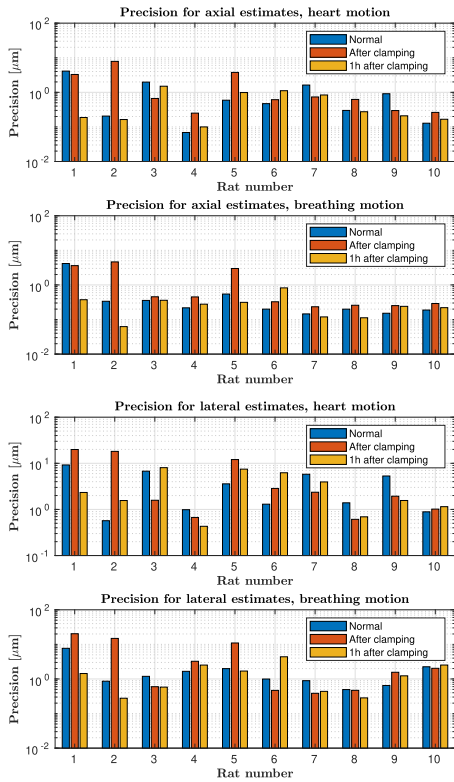 Precision for axial estimates, heart motion
Precision [μm]
10^2
10^0
10^-2
Normal
After clamping
1h after clamping
1 2 3 4 5 6 7 8 9 10
Rat number
Precision for axial estimates, breathing motion
Precision [μm]
10^2
10^0
10^-2
Normal
After clamping
1h after clamping
1 2 3 4 5 6 7 8 9 10
Rat number
Precision for lateral estimates, heart motion
Precision [μm]
10^2
10^1
10^0
10^-1
Normal
After clamping
1h after clamping
1 2 3 4 5 6 7 8 9 10
Rat number
Precision for lateral estimates, breathing motion
Precision [μm]
10^2
10^0
10^-2
Normal
After clamping
1h after clamping
1 2 3 4 5 6 7 8 9 10
Rat number